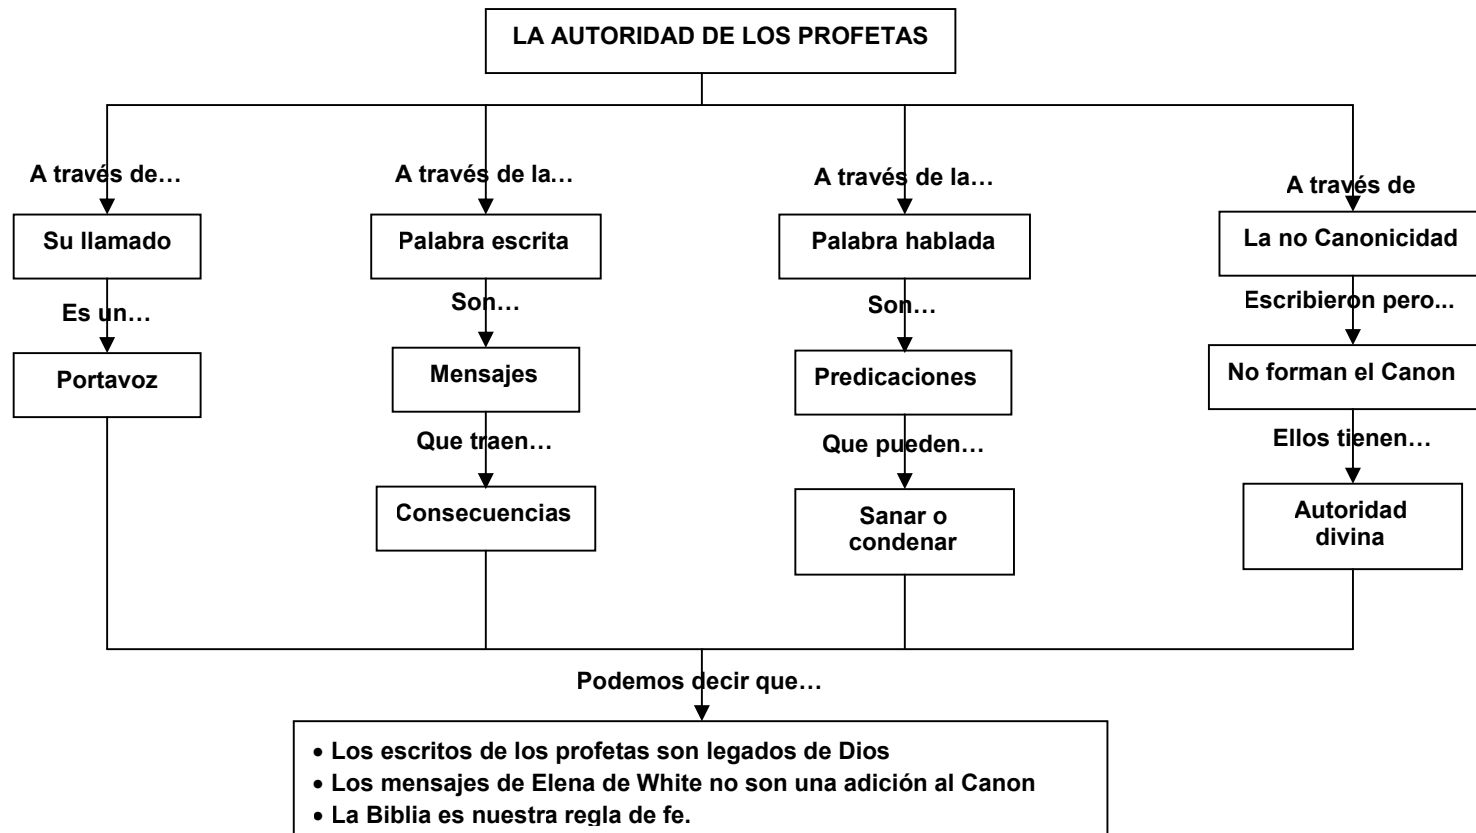 LA AUTORIDAD DE LOS PROFETAS
A través de…
A través de la…
A través de la…
A través de
Su llamado
Palabra escrita
Palabra hablada
La no Canonicidad
Es un…
Son…
Son…
Escribieron pero...
Portavoz
Mensajes
Predicaciones
No forman el Canon
Que traen…
Que pueden…
Ellos tienen…
Consecuencias
Sanar o
condenar
Autoridad
divina
Podemos decir que…
• Los escritos de los profetas son legados de Dios
• Los mensajes de Elena de White no son una adición al Canon
• La Biblia es nuestra regla de fe.